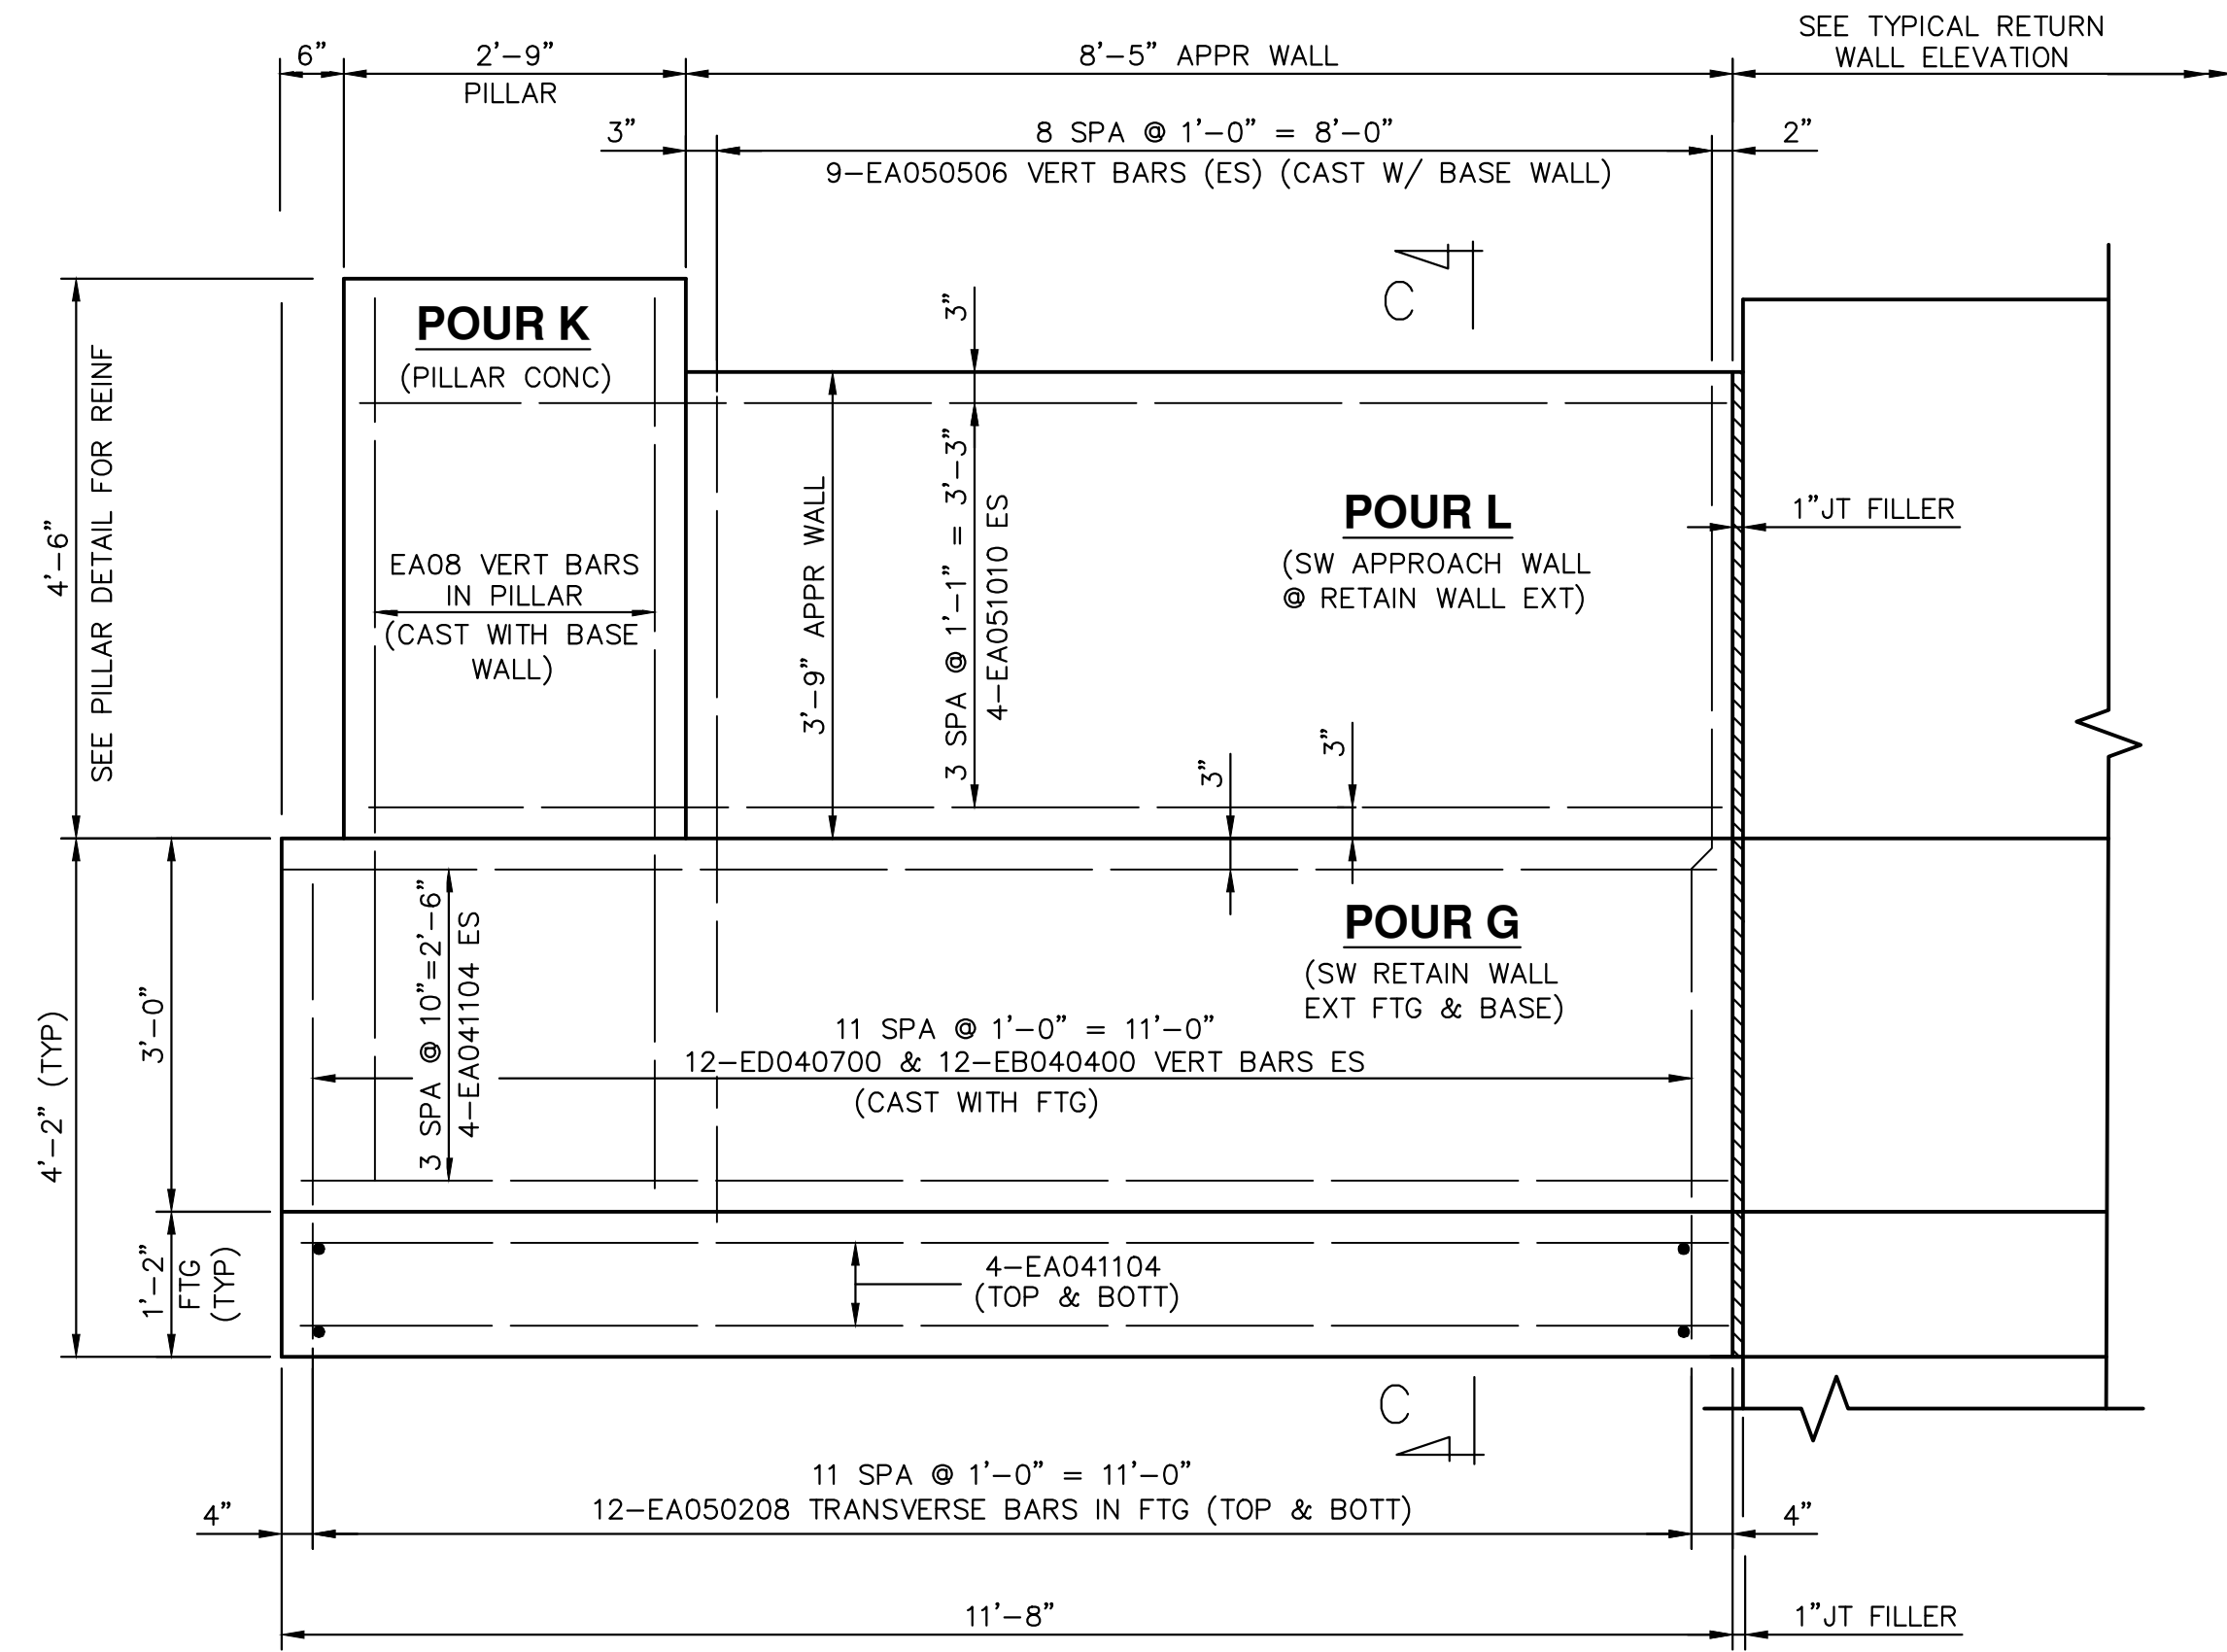 SEE TYPICAL RETURN
WALL ELEVATION
6”
2’-9”
PILLAR
8’-5” APPR WALL
3”
8 SPA @ 1’-0” = 8’-0”
2”
9-EA050506 VERT BARS (ES) (CAST W/ BASE WALL)
C
3”
POUR K
(PILLAR CONC)
4’-6”
SEE PILLAR DETAIL FOR REINF
EA08 VERT BARS
IN PILLAR
(CAST WITH BASE
WALL)
3’-9” APPR WALL
3 SPA @ 1’-1” = 3’-3”
4-EA051010 ES
POUR L
(SW APPROACH WALL
@ RETAIN WALL EXT)
1”JT FILLER
3”
3”
4’-2” (TYP)
3’-0”
3 SPA @ 10”=2’-6”
4-EA041104 ES
POUR G
(SW RETAIN WALL
EXT FTG & BASE)
11 SPA @ 1’-0” = 11’-0”
12-ED040700 & 12-EB040400 VERT BARS ES
(CAST WITH FTG)
1’-2”
FTG
(TYP)
4-EA041104
(TOP & BOTT)
C
11 SPA @ 1’-0” = 11’-0”
12-EA050208 TRANSVERSE BARS IN FTG (TOP & BOTT)
4”
4”
11’-8”
1”JT FILLER